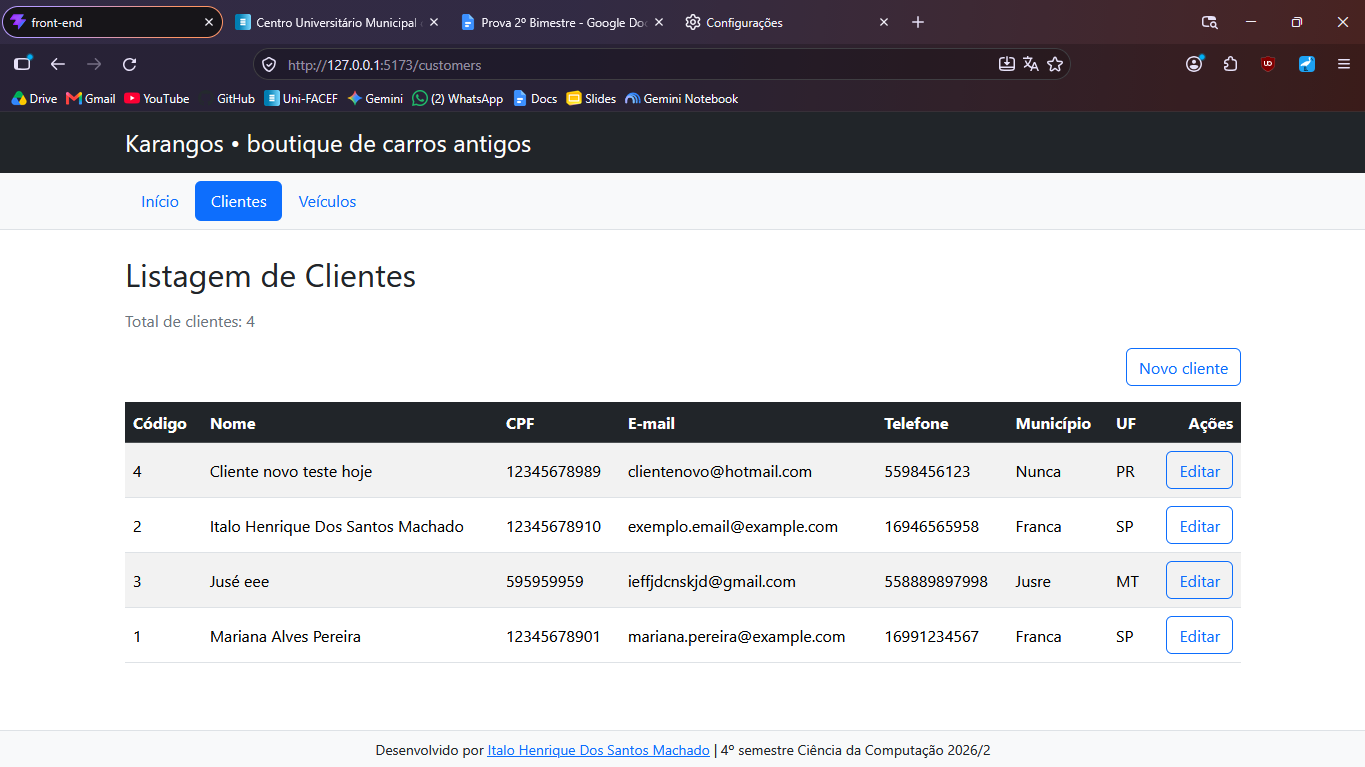 front-end
Centro Universitário Municipal
Prova 2º Bimestre - Google Doc
Configurações
http://127.0.0.1:5173/customers
Drive Gmail YouTube GitHub Uni-FACEF Gemini (2) WhatsApp Docs Slides Gemini Notebook
Karangos • boutique de carros antigos
Início Clientes Veículos
Listagem de Clientes
Total de clientes: 4
Novo cliente
Código Nome CPF E-mail Telefone Município UF Ações
4 Cliente novo teste hoje 12345678989 clientenovo@hotmail.com 5598456123 Nunca PR Editar
2 Italo Henrique Dos Santos Machado 12345678910 exemplo.email@example.com 16946565958 Franca SP Editar
3 Jusé eee 595959959 ieffjdcnskjd@gmail.com 558889897998 Jusre MT Editar
1 Mariana Alves Pereira 12345678901 mariana.pereira@example.com 16991234567 Franca SP Editar
Desenvolvido por Italo Henrique Dos Santos Machado | 4º semestre Ciência da Computação 2026/2